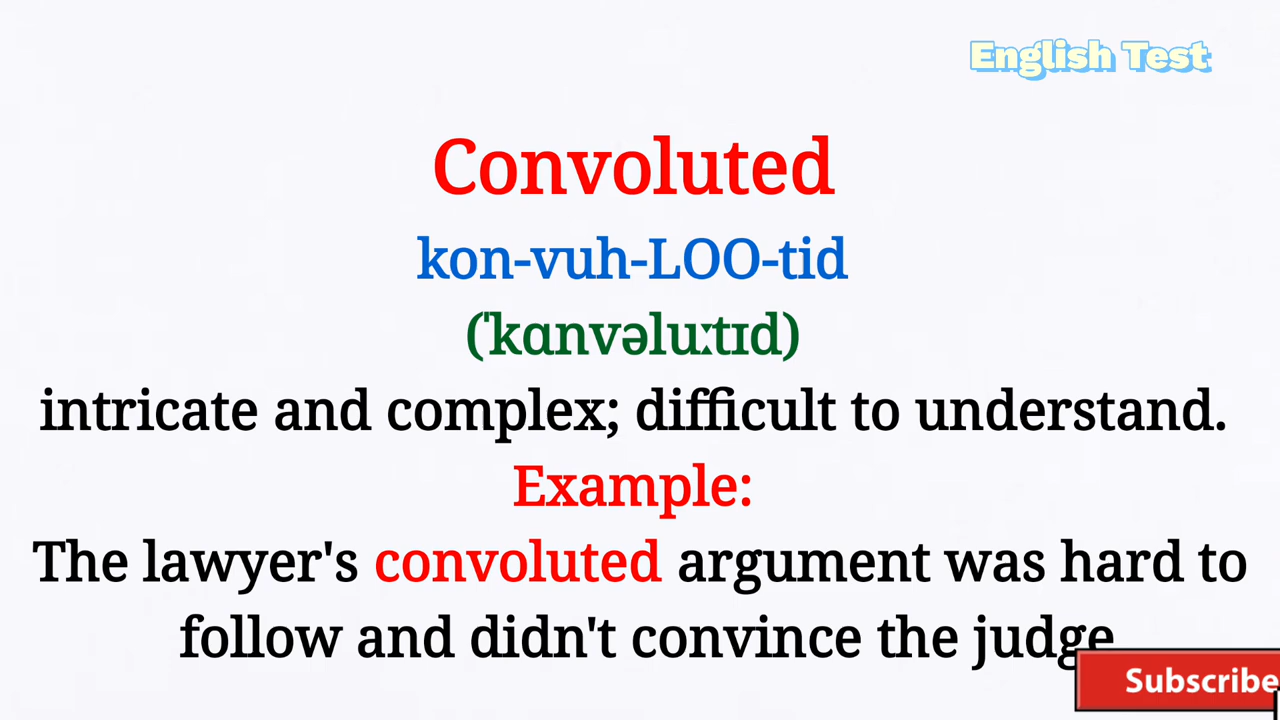 English Test
Convoluted
kon-vuh-LOO-tid
(ˈkɑnvəluːtɪd)
intricate and complex; difficult to understand.
Example:
The lawyer's convoluted argument was hard to
follow and didn't convince the judge
Subscribe